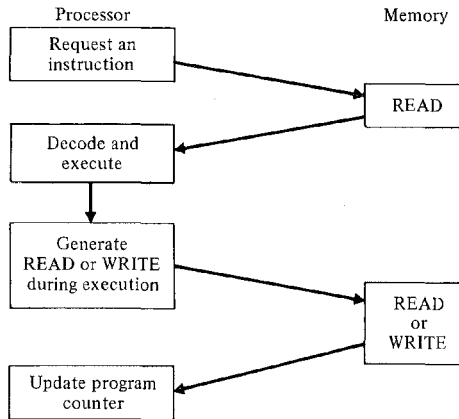 Processor
Memory
Request an
instruction
READ
Decode and
execute
Generate
READ or WRITE
during execution
READ
or
WRITE
Update program
counter